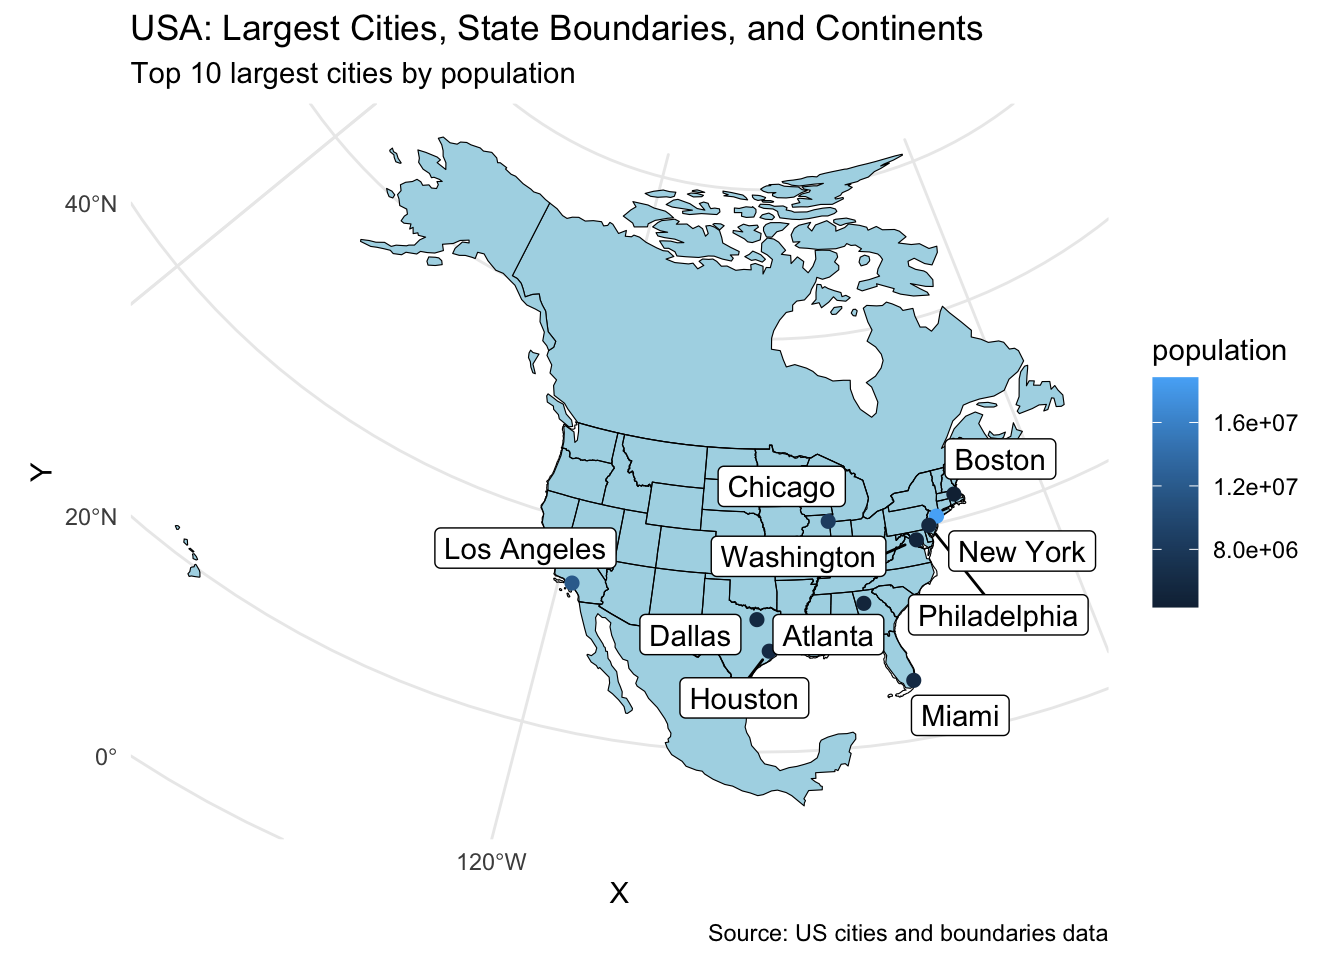 USA: Largest Cities, State Boundaries, and Continents
Top 10 largest cities by population
40°N
20°N
0°
120°W
Y
X
Boston
Chicago
Los Angeles
Washington
New York
Philadelphia
Dallas
Atlanta
Houston
Miami
population
1.6e+07
1.2e+07
8.0e+06
Source: US cities and boundaries data